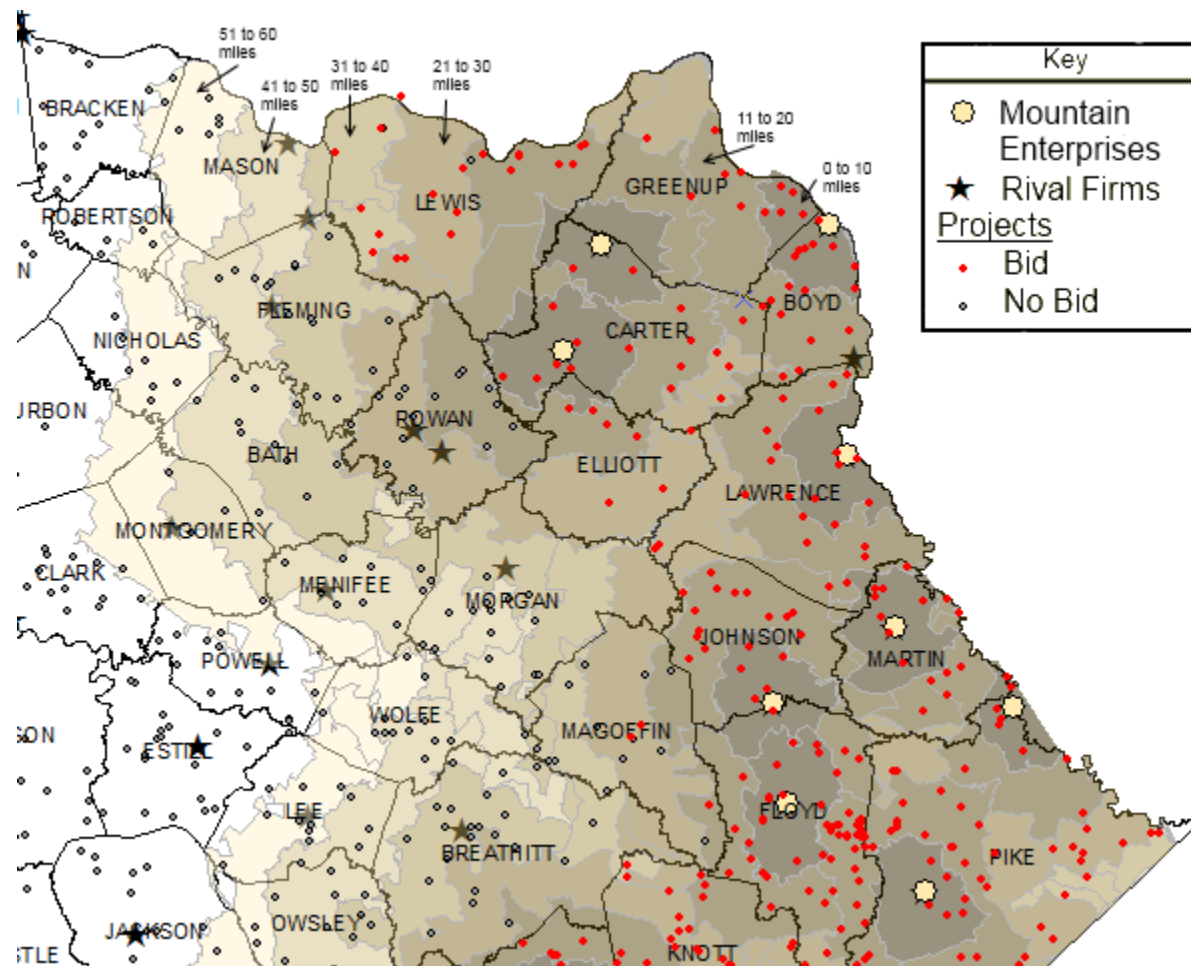 51 to 60
miles
41 to 50
miles
31 to 40
miles
21 to 30
miles
11 to 20
miles
0 to 10
miles
Key
Mountain
Enterprises
Rival Firms
Projects
Bid
No Bid
BRACKEN
MASON
ROBERTSON
LEWIS
GREENUP
N
FLEMING
BOYD
NICHOLAS
CARTER
URBON
ROWAN
BATH
ELLIOTT
LAWRENCE
MONTGOMERY
CLARK
MENIFEE
MORGAN
JOHNSON
POWELL
MARTIN
WOLFE
SON
ESTILL
MAGOFFIN
LEE
FLOYD
BREATHITT
PIKE
JACKSON
OWSLEY
STLE
KNOTT